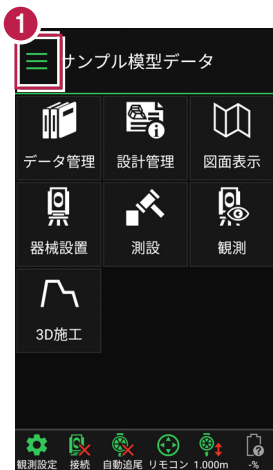 1
サンプル模型データ
データ管理 設計管理 図面表示
器械設置 測設 観測
3D施工
観測設定 接続 自動追尾 リモコン 1.000m -%